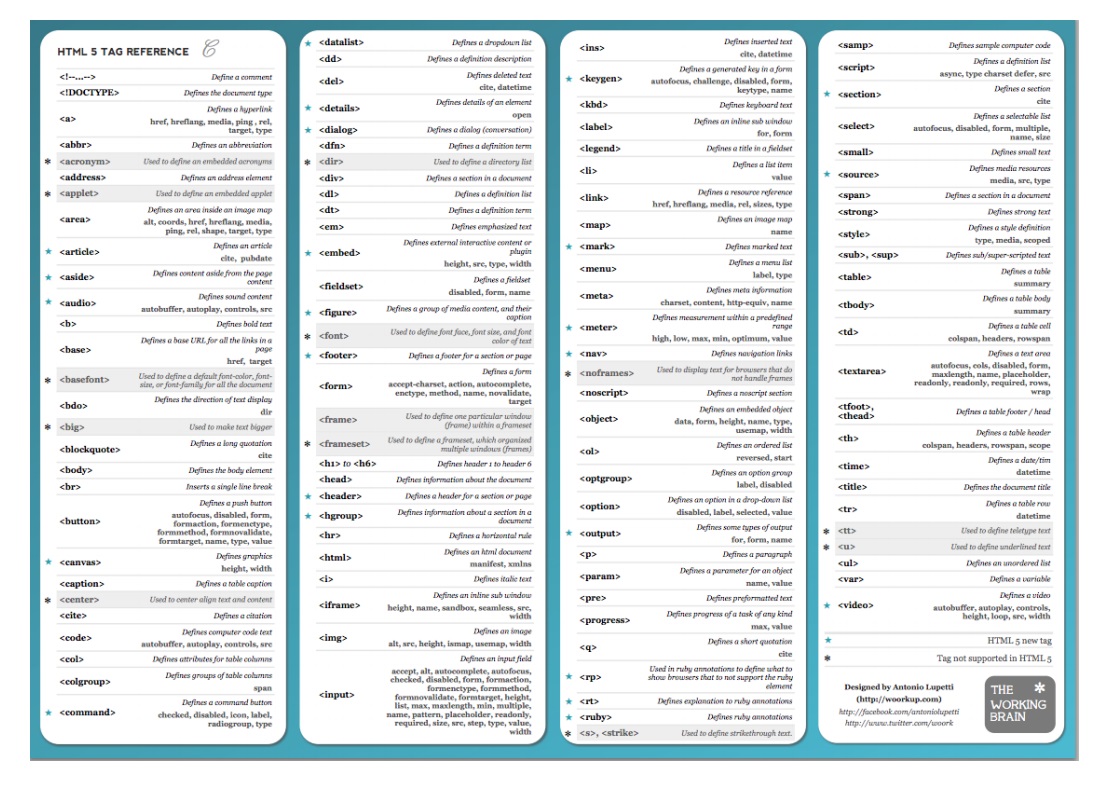 HTML 5 TAG REFERENCE
<!--...--> Define a comment
<!DOCTYPE> Defines the document type
Defines a hyperlink
<a> href, hreflang, media, ping , rel,
target, type
<abbr> Defines an abbreviation
* <acronym> Used to define an embedded acronyms
<address> Defines an address element
* <applet> Used to define an embedded applet
Defines an area inside an image map
<area> alt, coords, href, hreflang, media,
ping, rel, shape, target, type
Defines an article
★ <article> cite, pubdate
★ <aside> Defines content aside from the page
content
Defines sound content
★ <audio> autobuffer, autoplay, controls, src
<b> Defines bold text
Defines a base URL for all the links in a
<base> page
href, target
* <basefont> Used to define a default font-color, font-
size, or font-family for all the document
Defines the direction of text display
<bdo> dir
* <big> Used to make text bigger
Defines a long quotation
<blockquote> cite
<body> Defines the body element
<br> Inserts a single line break
Defines a push button
autofocus, disabled, form,
<button> formaction, formenctype,
formmethod, formnovalidate,
formtarget, name, type, value
Defines graphics
★ <canvas> height, width
<caption> Defines a table caption
* <center> Used to center align text and content
<cite> Defines a citation
Defines computer code text
<code> autobuffer, autoplay, controls, src
<col> Defines attributes for table columns
Defines groups of table columns
<colgroup> span
Defines a command button
★ <command> checked, disabled, icon, label,
radiogroup, type
★ <datalist> Defines a dropdown list
<dd> Defines a definition description
Defines deleted text
<del> cite, datetime
★ <details> Defines details of an element
open
★ <dialog> Defines a dialog (conversation)
<dfn> Defines a definition term
* <dir> Used to define a directory list
<div> Defines a section in a document
<dl> Defines a definition list
<dt> Defines a definition term
<em> Defines emphasized text
Defines external interactive content or
★ <embed> plugin
height, src, type, width
Defines a fieldset
<fieldset> disabled, form, name
★ <figure> Defines a group of media content, and their
caption
* <font> Used to define font face, font size, and font
color of text
★ <footer> Defines a footer for a section or page
Defines a form
<form> accept-charset, action, autocomplete,
enctype, method, name, novalidate,
target
<frame> Used to define one particular window
(frame) within a frameset
* <frameset> Used to define a frameset, which organized
multiple windows (frames)
<h1> to <h6> Defines header 1 to header 6
<head> Defines information about the document
★ <header> Defines a header for a section or page
★ <hgroup> Defines information about a section in a
document
<hr> Defines a horizontal rule
Defines an html document
<html> manifest, xmlns
<i> Defines italic text
Defines an inline sub window
<iframe> height, name, sandbox, seamless, src,
width
Defines an image
<img> alt, src, height, ismap, usemap, width
Defines an input field
accept, alt, autocomplete, autofocus,
checked, disabled, form, formaction,
formenctype, formmethod,
<input> formnovalidate, formtarget, height,
list, max, maxlength, min, multiple,
name, pattern, placeholder, readonly,
required, size, src, step, type, value,
width
Defines inserted text
<ins> cite, datetime
Defines a generated key in a form
★ <keygen> autofocus, challenge, disabled, form,
keytype, name
<kbd> Defines keyboard text
Defines an inline sub window
<label> for, form
<legend> Defines a title in a fieldset
Defines a list item
<li> value
Defines a resource reference
<link> href, hreflang, media, rel, sizes, type
Defines an image map
<map> name
★ <mark> Defines marked text
Defines a menu list
<menu> label, type
Defines meta information
<meta> charset, content, http-equiv, name
Defines measurement within a predefined
★ <meter> range
high, low, max, min, optimum, value
★ <nav> Defines navigation links
* <noframes> Used to display text for browsers that do
not handle frames
<noscript> Defines a noscript section
Defines an embedded object
<object> data, form, height, name, type,
usemap, width
Defines an ordered list
<ol> reversed, start
Defines an option group
<optgroup> label, disabled
Defines an option in a drop-down list
<option> disabled, label, selected, value
Defines some types of output
★ <output> for, form, name
<p> Defines a paragraph
Defines a parameter for an object
<param> name, value
<pre> Defines preformatted text
Defines progress of a task of any kind
<progress> max, value
Defines a short quotation
<q> cite
Used in ruby annotations to define what to
★ <rp> show browsers that to not support the ruby
element
★ <rt> Defines explanation to ruby annotations
★ <ruby> Defines ruby annotations
* <s>, <strike> Used to define strikethrough text.
<samp> Defines sample computer code
Defines a definition list
<script> async, type charset defer, src
Defines a section
★ <section> cite
Defines a selectable list
<select> autofocus, disabled, form, multiple,
name, size
<small> Defines small text
Defines media resources
★ <source> media, src, type
<span> Defines a section in a document
<strong> Defines strong text
Defines a style definition
<style> type, media, scoped
<sub>, <sup> Defines sub/super-scripted text
Defines a table
<table> summary
Defines a table body
<tbody> summary
Defines a table cell
<td> colspan, headers, rowspan
Defines a text area
autofocus, cols, disabled, form,
<textarea> maxlength, name, placeholder,
readonly, readonly, required, rows,
wrap
<tfoot>,
<thead> Defines a table footer / head
Defines a table header
<th> colspan, headers, rowspan, scope
Defines a date/tim
<time> datetime
<title> Defines the document title
Defines a table row
<tr> datetime
* <tt> Used to define teletype text
* <u> Used to define underlined text
<ul> Defines an unordered list
<var> Defines a variable
Defines a video
★ <video> autobuffer, autoplay, controls,
height, loop, src, width
★ HTML 5 new tag
* Tag not supported in HTML 5
Designed by Antonio Lupetti
(http://woorkup.com)
http://facebook.com/antoniolupetti
http://www.twitter.com/woork
THE *
WORKING
BRAIN